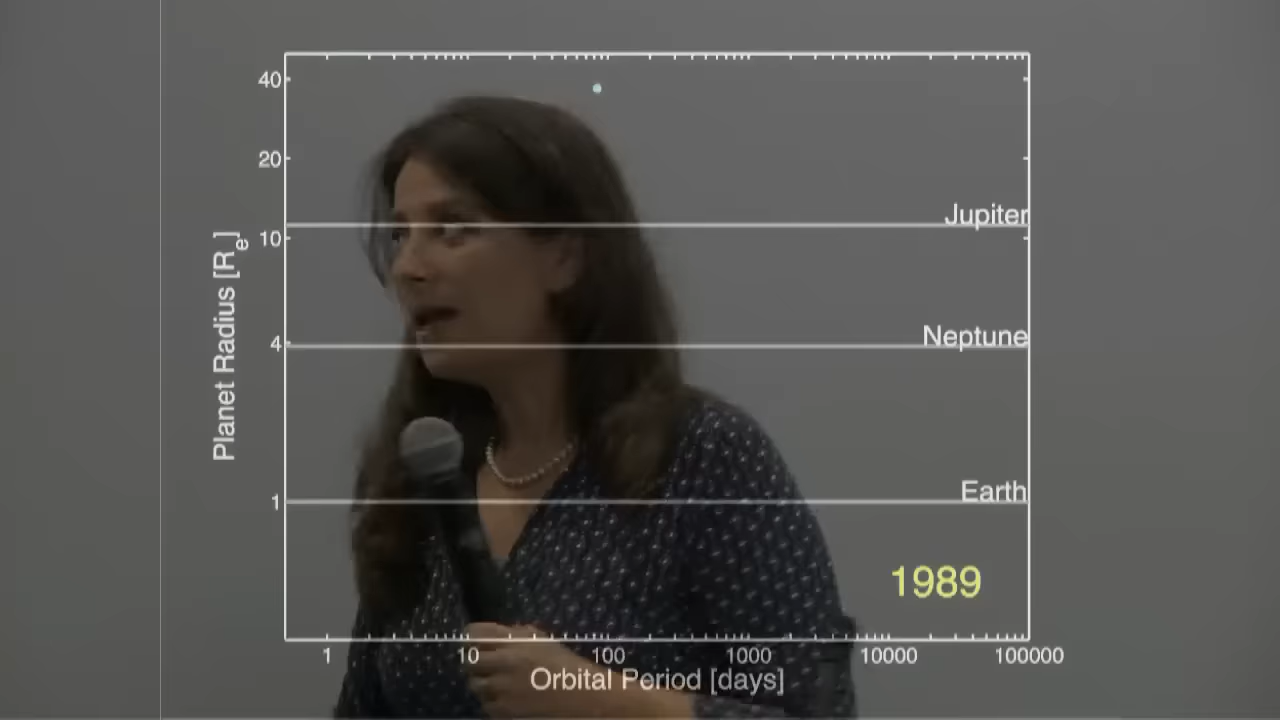 40
20
Jupiter
10
Planet Radius [Re]
4
Neptune
1
Earth
1989
1 10 100 1000 10000 100000
Orbital Period [days]